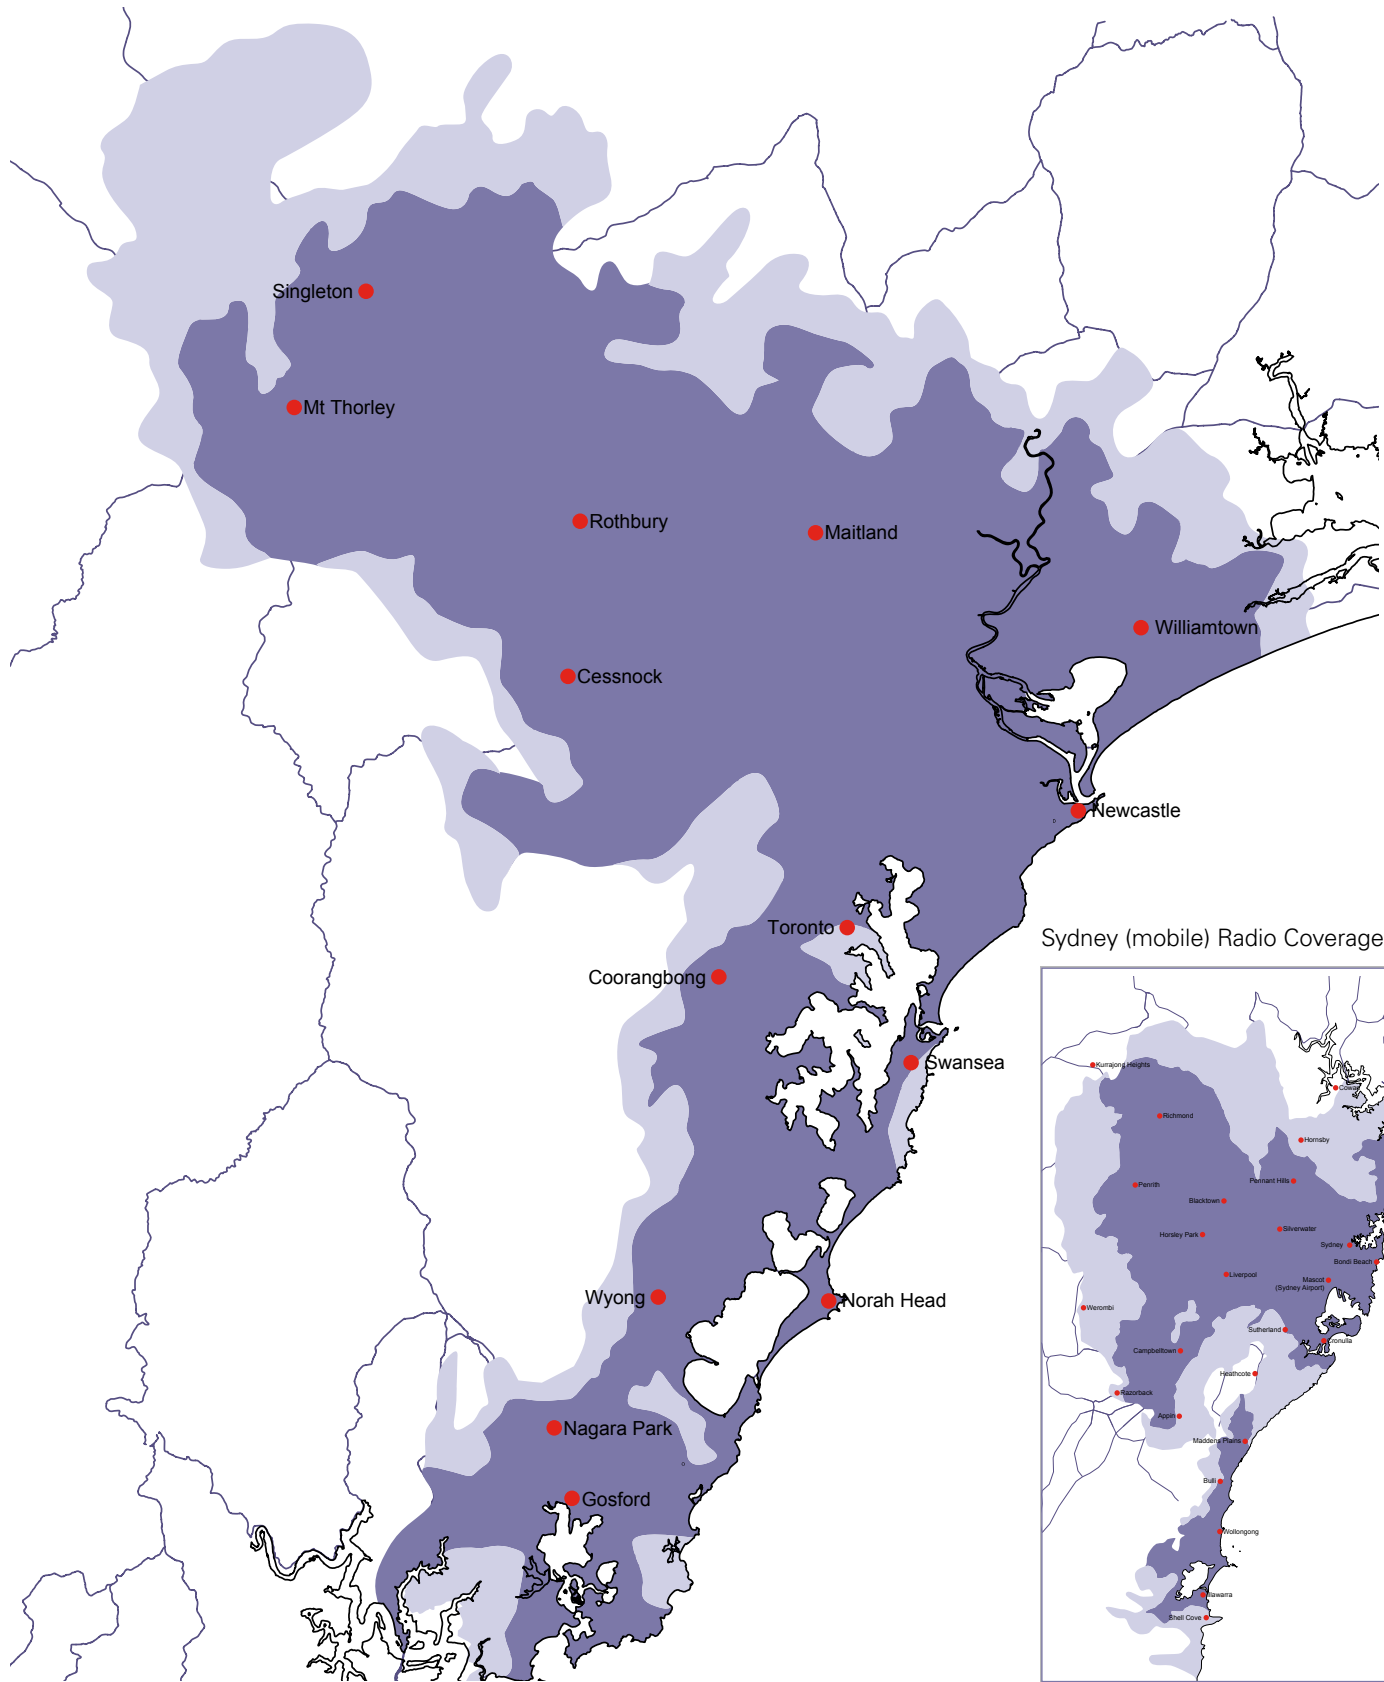 Singleton
Mt Thorley
Rothbury
Maitland
Williamtown
Cessnock
Newcastle
Toronto
Coorangbong
Swansea
Wyong
Norah Head
Nagara Park
Gosford
Sydney (mobile) Radio Coverage
Kurrajong Heights
Cowan
Richmond
Hornsby
Pennant Hills
Penrith
Blacktown
Silverwater
Horsley Park
Sydney
Bondi Beach
Liverpool
Mascot
(Sydney Airport)
Werombi
Sutherland
Cronulla
Campbelltown
Heathcote
Razorback
Appin
Maddens Plains
Bulli
Wollongong
Illawarra
Shell Cove